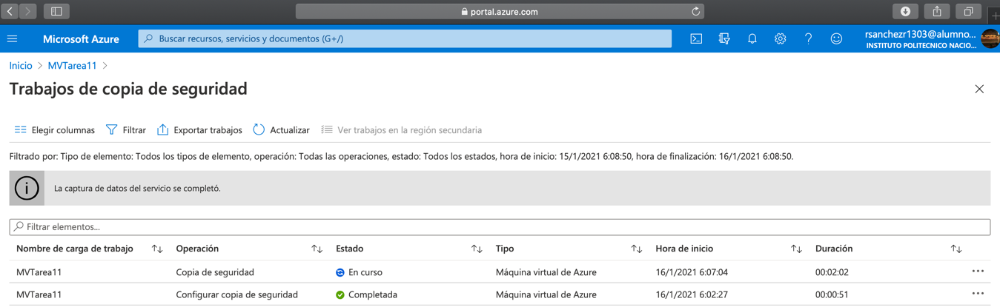 portal.azure.com
Microsoft Azure
Buscar recursos, servicios y documentos (G+/)
rsanchezr1303@alumno...
INSTITUTO POLITECNICO NACIO...
Inicio > MVTarea11 >
Trabajos de copia de seguridad
Elegir columnas Filtrar Exportar trabajos Actualizar Ver trabajos en la región secundaria
Filtrado por: Tipo de elemento: Todos los tipos de elemento, operación: Todas las operaciones, estado: Todos los estados, hora de inicio: 15/1/2021 6:08:50, hora de finalización: 16/1/2021 6:08:50.
La captura de datos del servicio se completó.
Filtrar elementos...
Nombre de carga de trabajo Operación Estado Tipo Hora de inicio Duración
MVTarea11 Copia de seguridad En curso Máquina virtual de Azure 16/1/2021 6:07:04 00:02:02 ...
MVTarea11 Configurar copia de seguridad Completada Máquina virtual de Azure 16/1/2021 6:02:27 00:00:51 ...